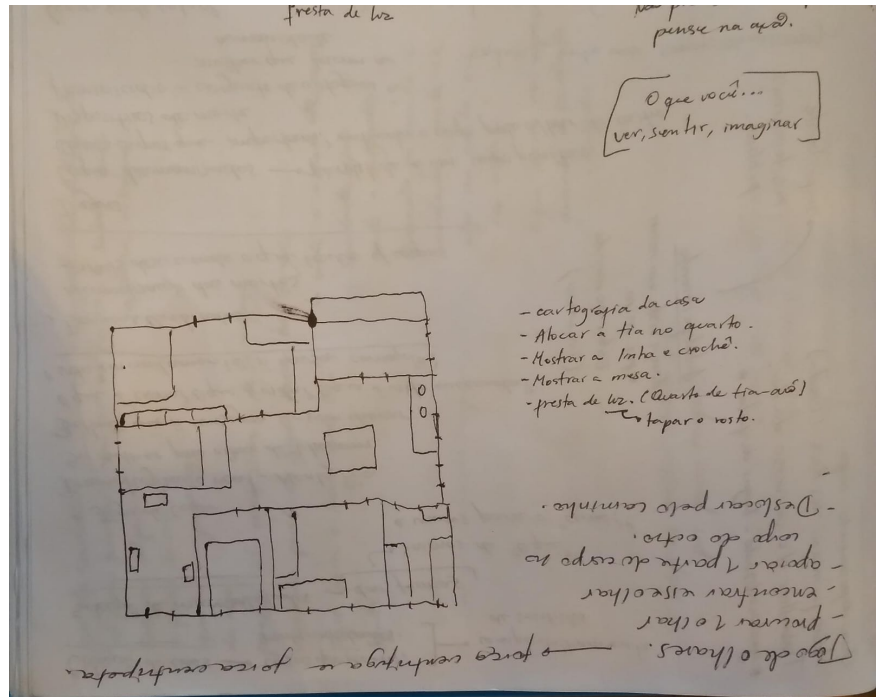 fresta de luz
pense na ação.
O que você...
ver, sentir, imaginar
- cartografia da casa
- Alocar a tia no quarto.
- Mostrar a linha e crochê.
- Mostrar a mesa.
- fresta de luz. (Quarto de tia-avó)
tapar o rosto.
Jogo de olhares. → força centrífuga e força centrípeta.
- procurar 1 olhar
- encontrar esse olhar
- apoiar 1 parte do corpo no
corpo do outro.
- Deslocar pelo caminho.
-